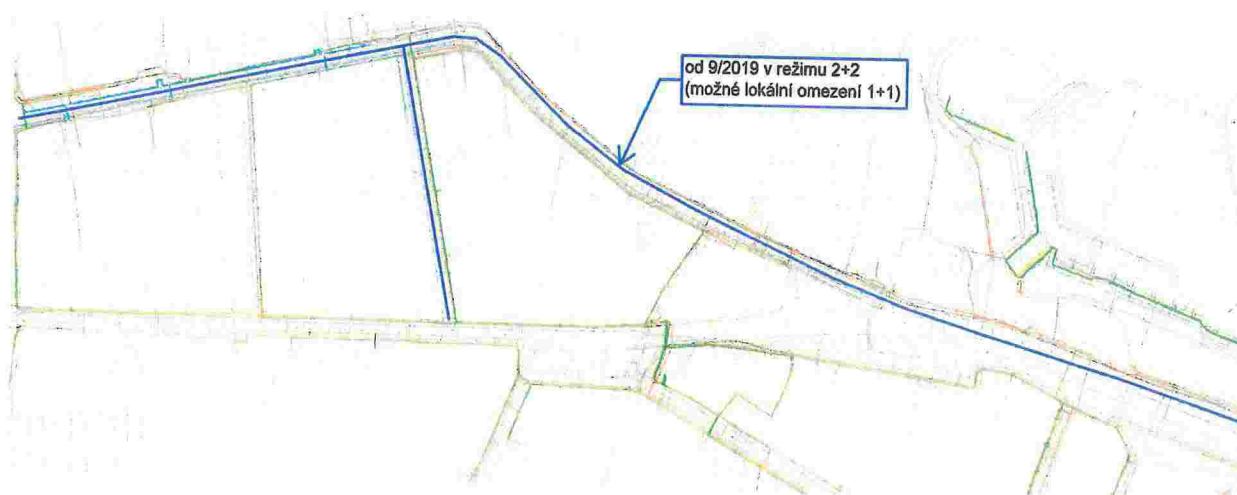 od 9/2019 v režimu 2+2
(možné lokální omezení 1+1)